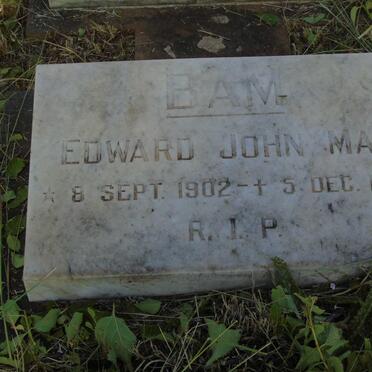 BAM
EDWARD JOHN MA
* 8 SEPT. 1902 - † 5 DEC.
R. I. P.